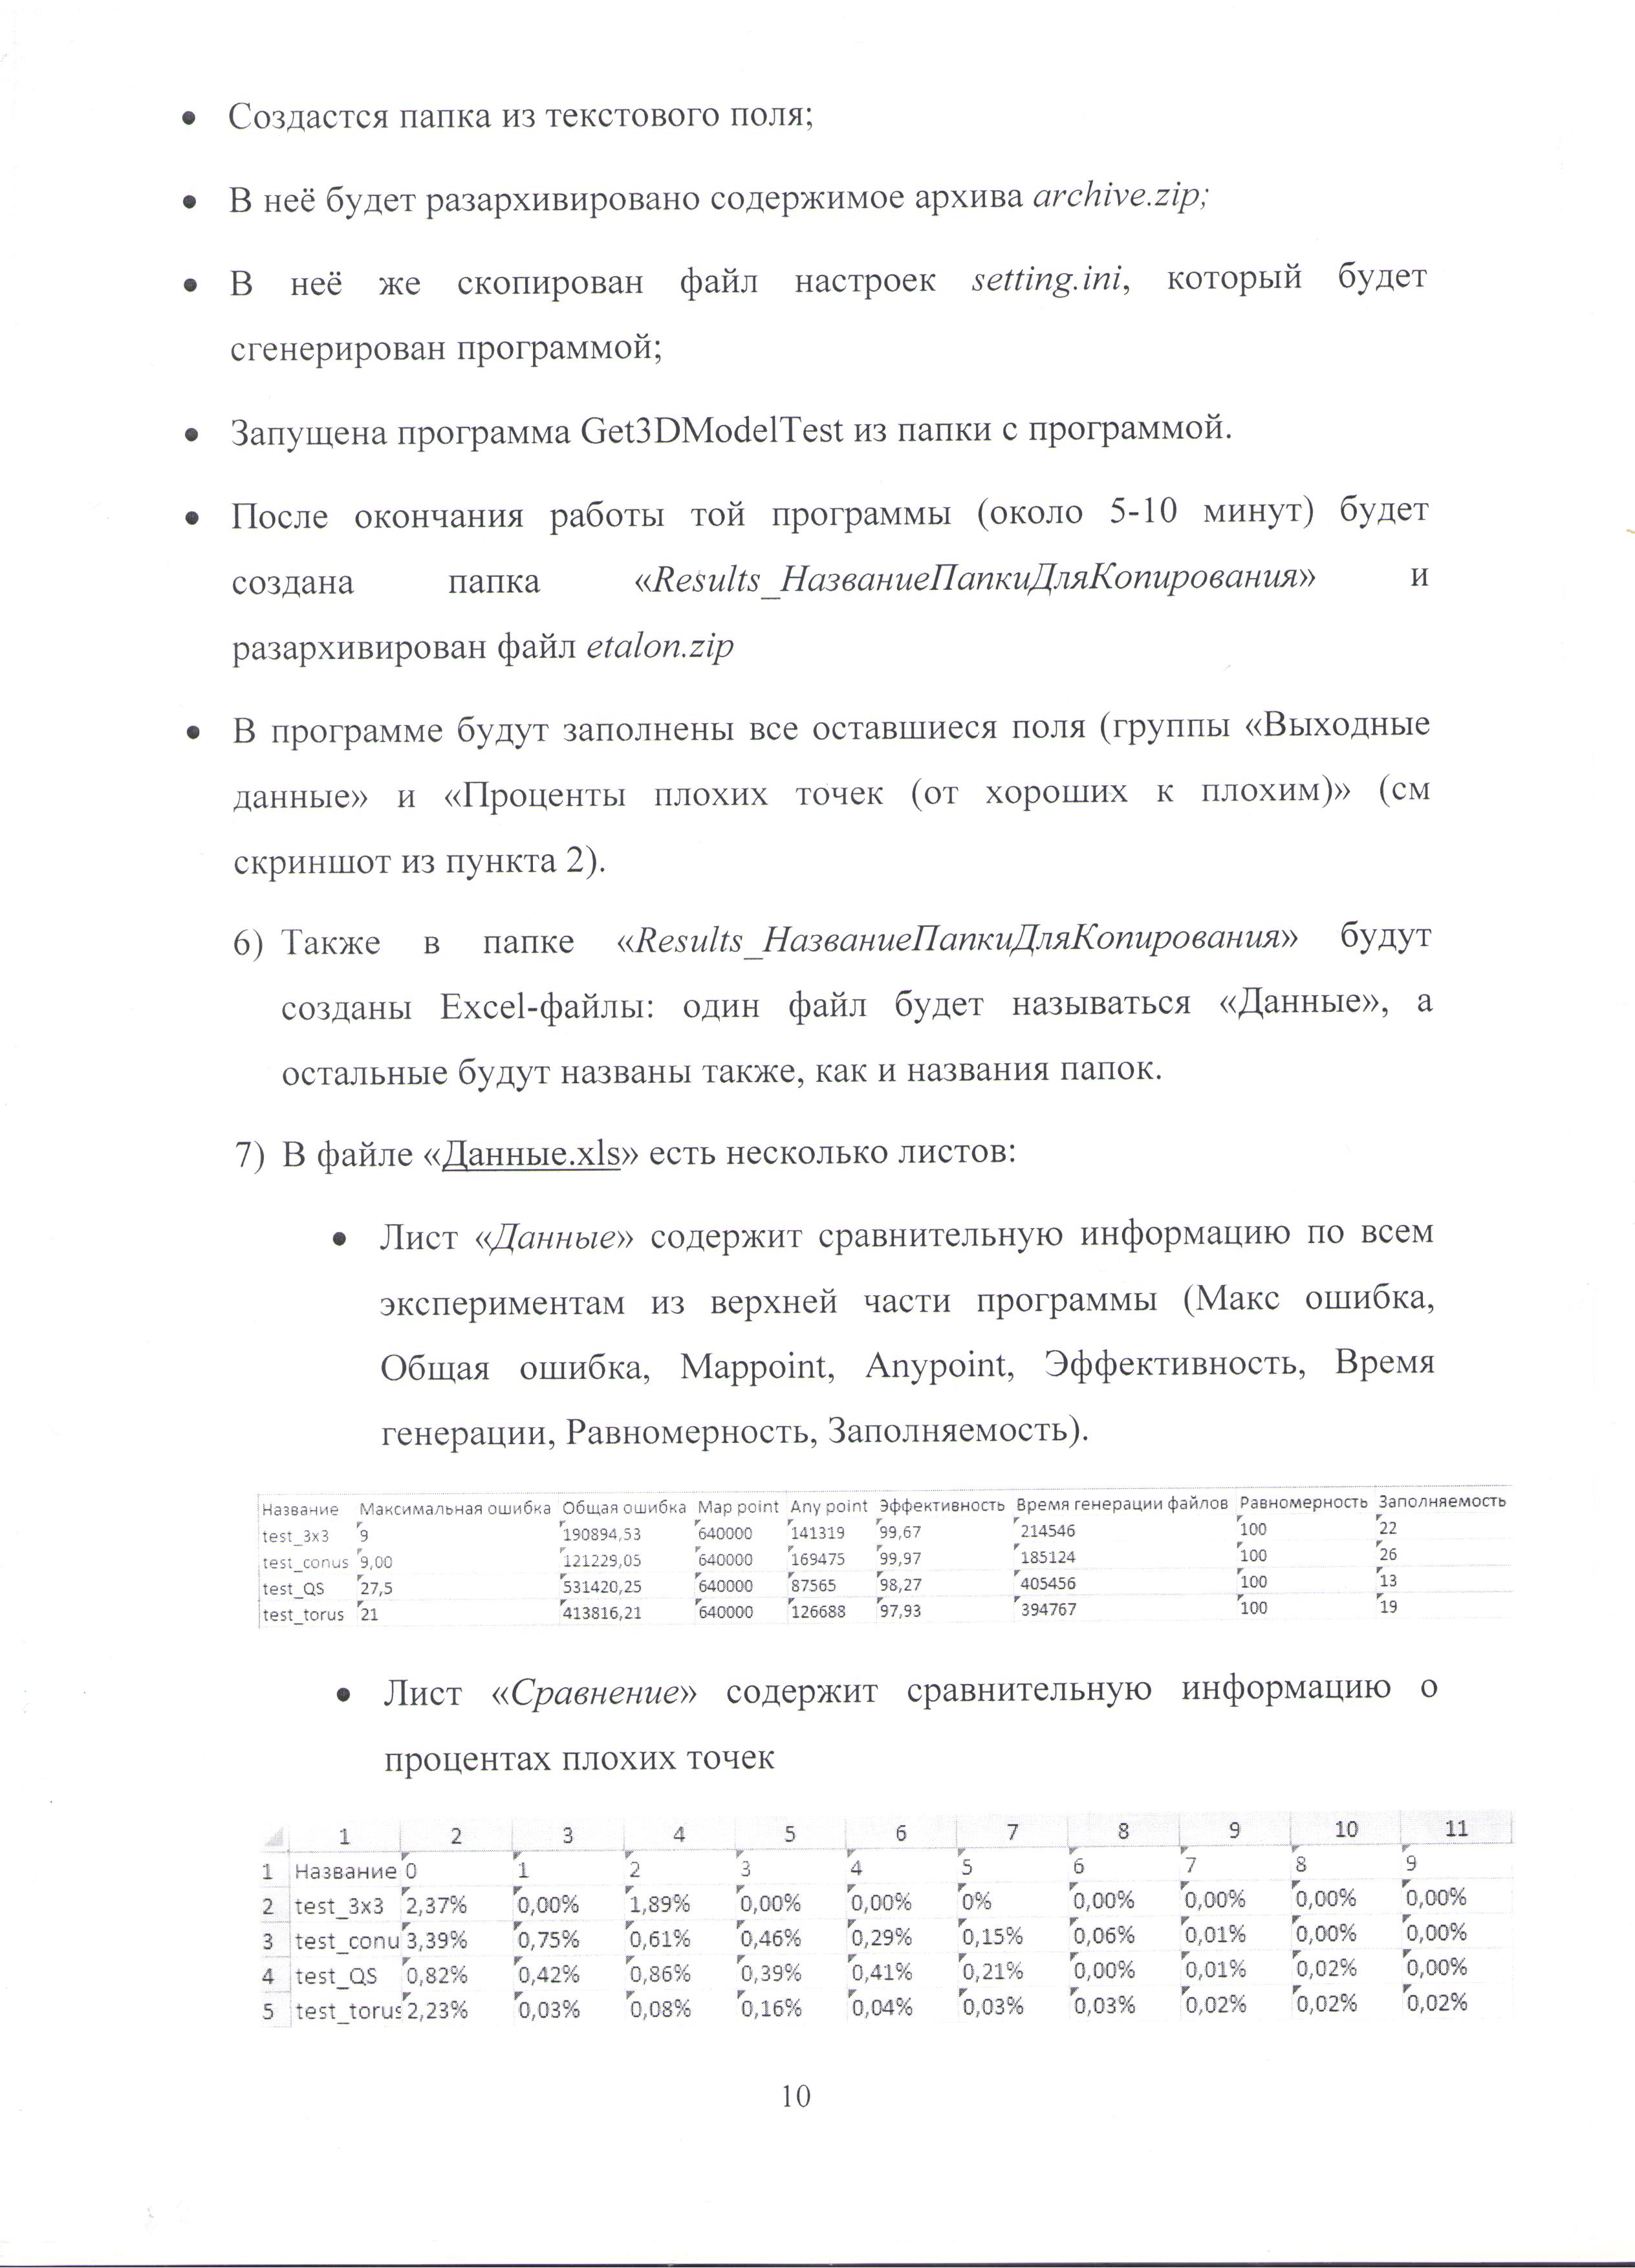 • Создастся папка из текстового поля;
• В неё будет разархивировано содержимое архива archive.zip;
• В неё же скопирован файл настроек setting.ini, который будет
сгенерирован программой;
• Запущена программа Get3DModelTest из папки с программой.
• После окончания работы той программы (около 5-10 минут) будет
создана папка «Results_НазваниеПапкиДляКопирования» и
разархивирован файл etalon.zip
• В программе будут заполнены все оставшиеся поля (группы «Выходные
данные» и «Проценты плохих точек (от хороших к плохим)» (см
скриншот из пункта 2).
6) Также в папке «Results_НазваниеПапкиДляКопирования» будут
созданы Excel-файлы: один файл будет называться «Данные», а
остальные будут названы также, как и названия папок.
7) В файле «Данные.xls» есть несколько листов:
• Лист «Данные» содержит сравнительную информацию по всем
экспериментам из верхней части программы (Макс ошибка,
Общая ошибка, Mappoint, Anypoint, Эффективность, Время
генерации, Равномерность, Заполняемость).
Название Максимальная ошибка Общая ошибка Map point Any point Эффективность Время генерации файлов Равномерность Заполняемость
test_3x3 9 190894,53 640000 141319 99,67 214546 100 22
test_conus 9,00 121229,05 640000 169475 99,97 185124 100 26
test_QS 27,5 531420,25 640000 87565 98,27 405456 100 13
test_torus 21 413816,21 640000 126688 97,93 394767 100 19
• Лист «Сравнение» содержит сравнительную информацию о
процентах плохих точек
1 2 3 4 5 6 7 8 9 10 11
1 Название 0 1 2 3 4 5 6 7 8 9
2 test_3x3 2,37% 0,00% 1,89% 0,00% 0,00% 0% 0,00% 0,00% 0,00% 0,00%
3 test_conu 3,39% 0,75% 0,61% 0,46% 0,29% 0,15% 0,06% 0,01% 0,00% 0,00%
4 test_QS 0,82% 0,42% 0,86% 0,39% 0,41% 0,21% 0,00% 0,01% 0,02% 0,00%
5 test_torus 2,23% 0,03% 0,08% 0,16% 0,04% 0,03% 0,03% 0,02% 0,02% 0,02%
10